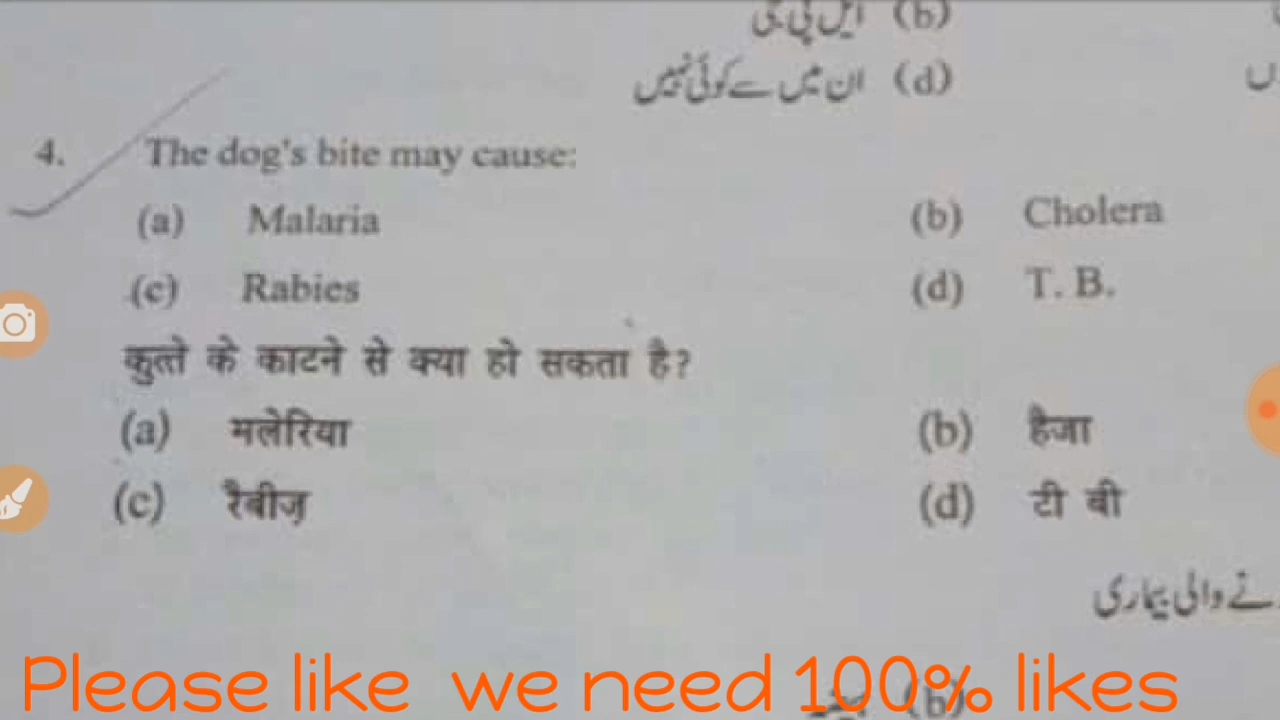 (b) ایل پی جی
(d) ان میں سے کوئی نہیں
4. The dog's bite may cause:
(a) Malaria (b) Cholera
(c) Rabies (d) T. B.
कुत्ते के काटने से क्या हो सकता है?
(a) मलेरिया (b) हैजा
(c) रैबीज़ (d) टी बी
نے والی بیماری
Please like we need 100% likes
(b)